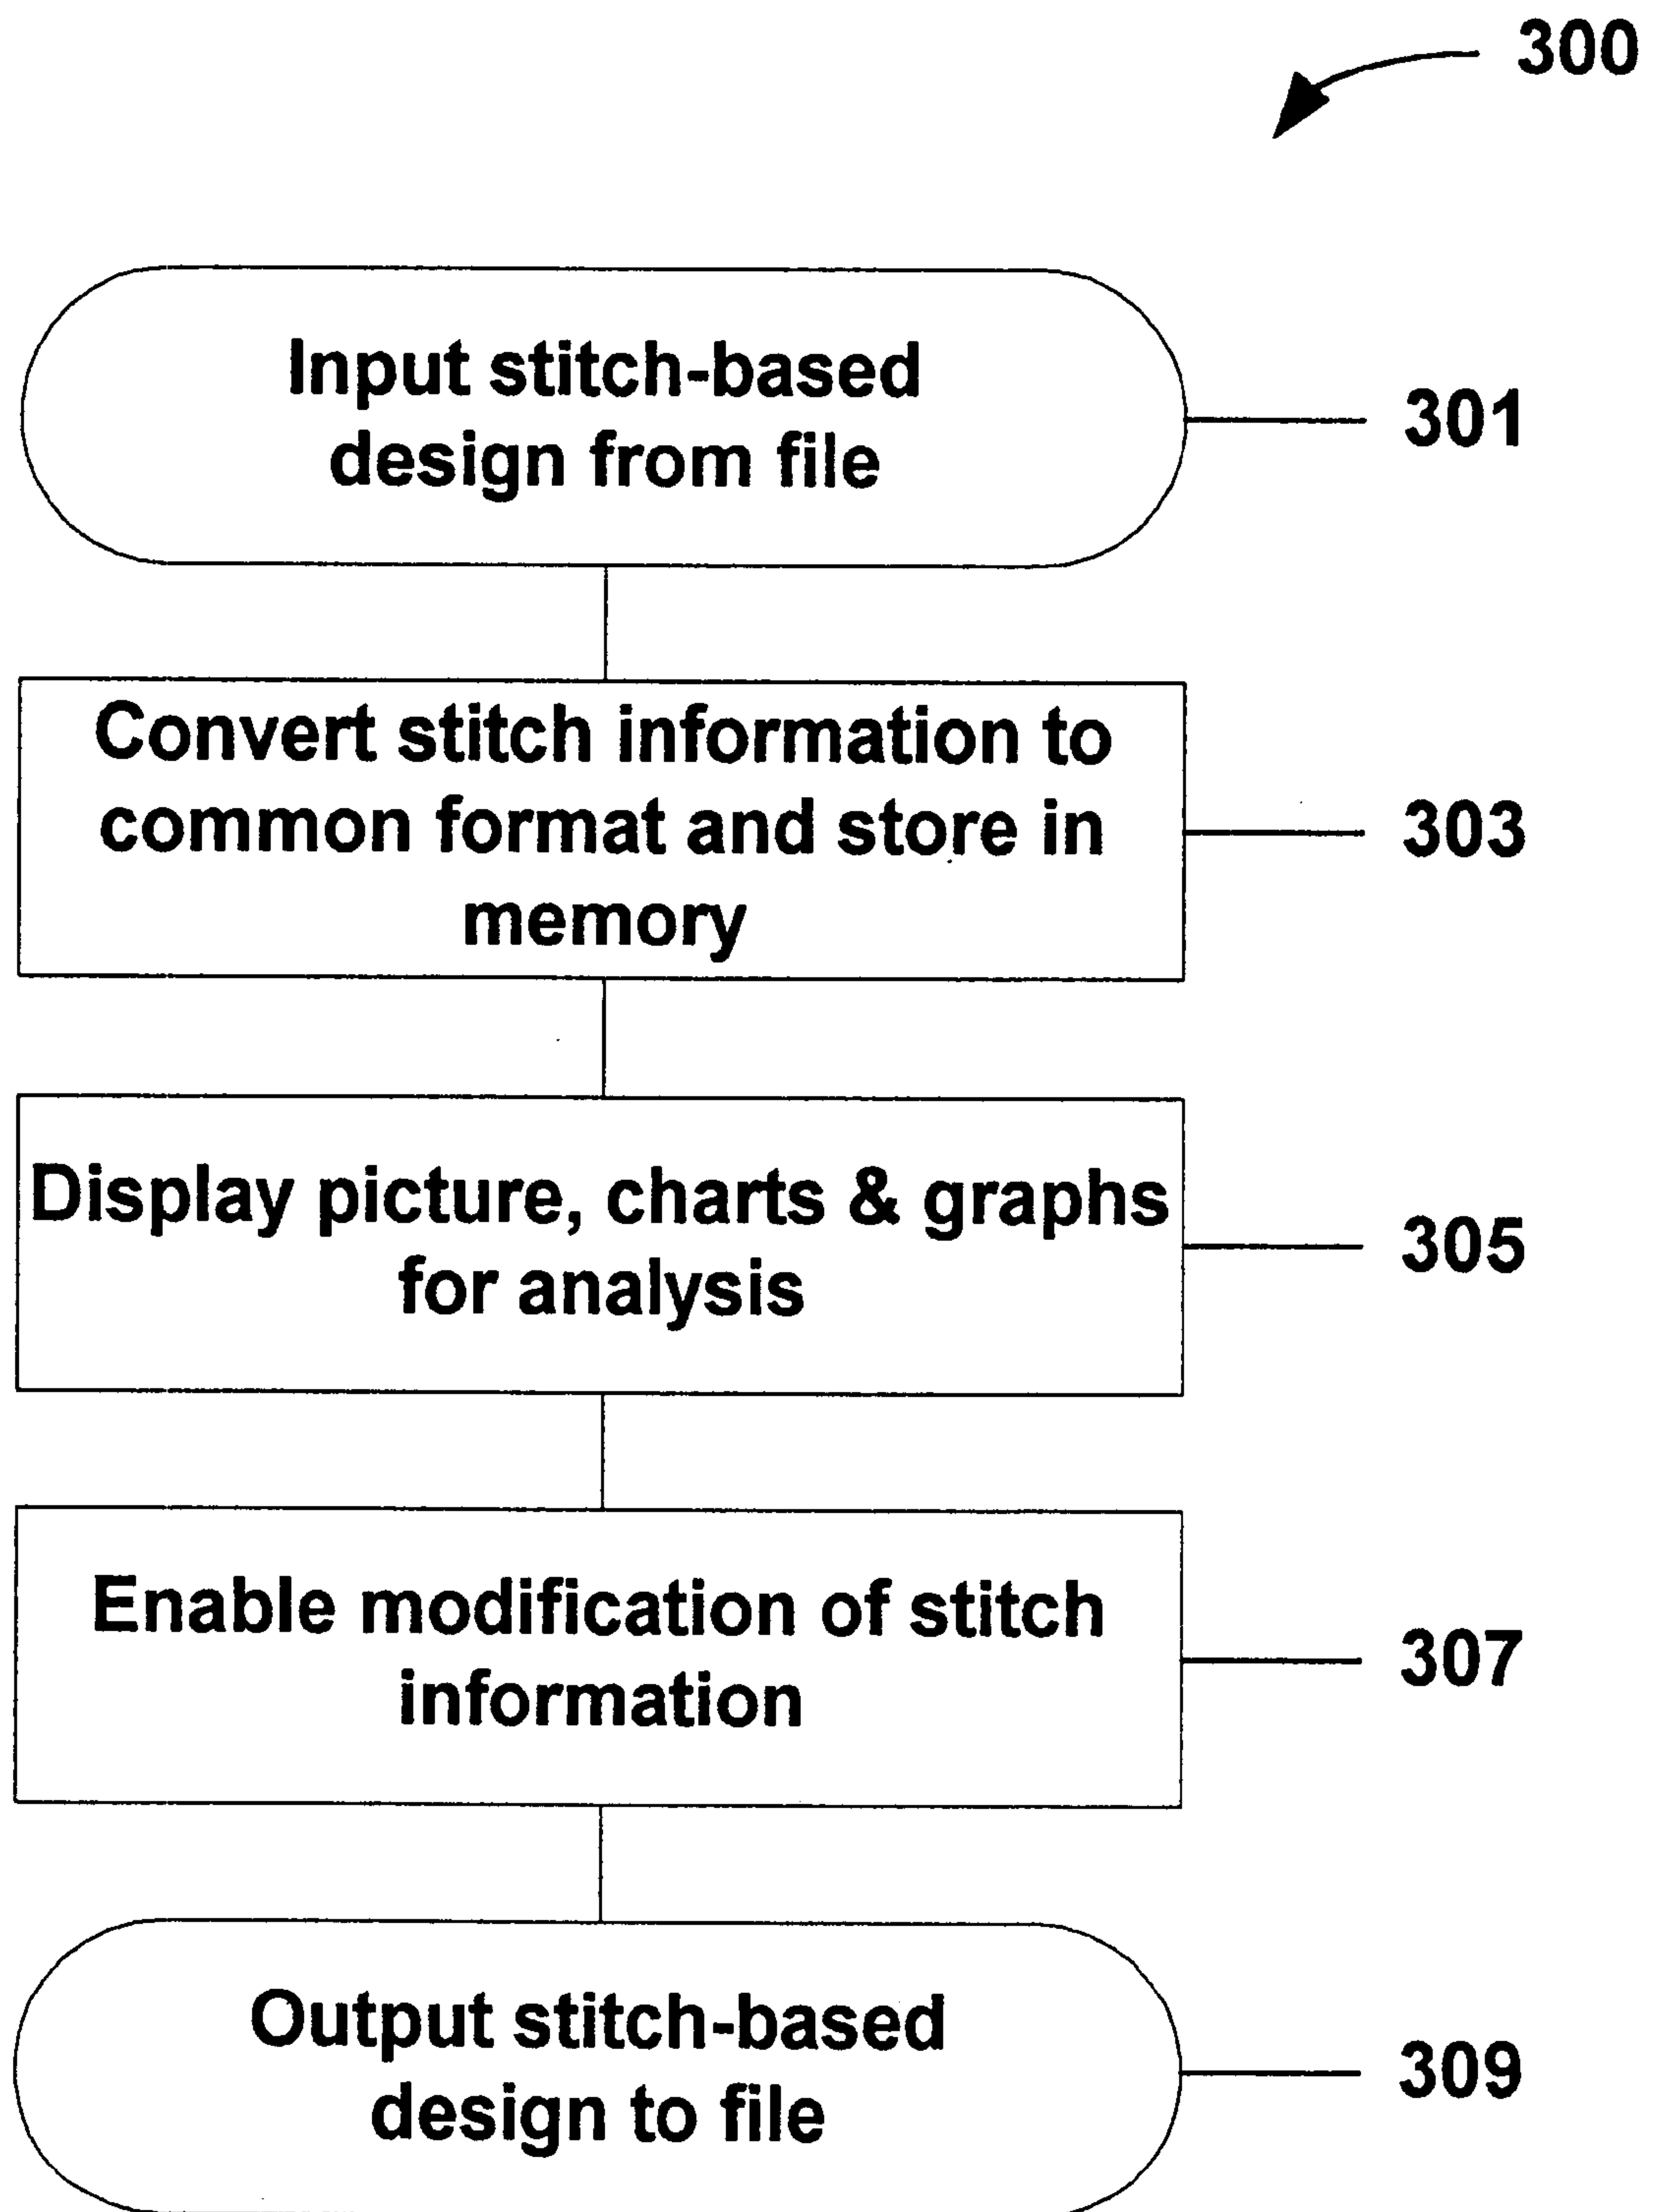 300
Input stitch-based
design from file
301
Convert stitch information to
common format and store in
memory
303
Display picture, charts & graphs
for analysis
305
Enable modification of stitch
information
307
Output stitch-based
design to file
309